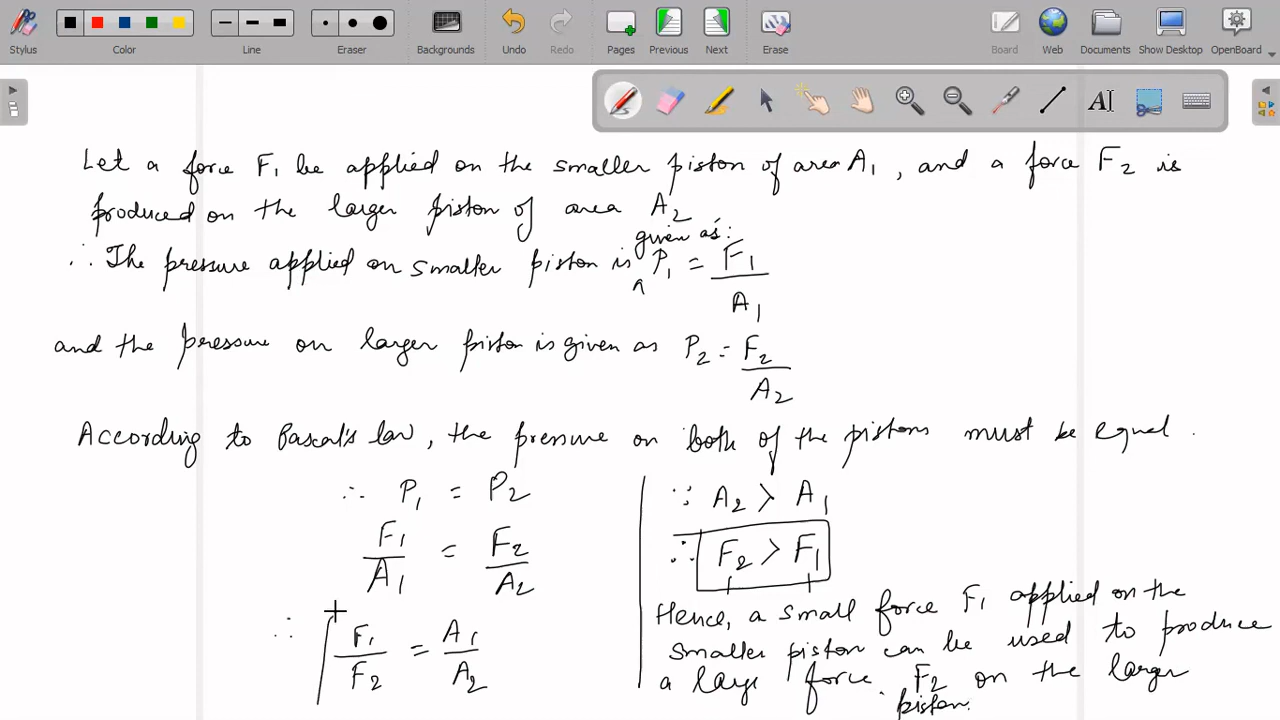 Stylus
Color
Line
Eraser
Backgrounds
Undo
Redo
Pages
Previous
Next
Erase
Board
Web
Documents
Show Desktop
OpenBoard
Let a force F₁ be applied on the smaller piston of area A₁, and a force F₂ is
produced on the larger piston of area A₂
given as:
∴ The pressure applied on smaller piston is ^ P₁ = F₁/A₁
and the pressure on larger piston is given as P₂ = F₂/A₂
According to Pascal's law, the pressure on both of the pistons must be equal.
∴ P₁ = P₂
F₁/A₁ = F₂/A₂
∴ F₁/F₂ = A₁/A₂
∵ A₂ > A₁
∴ F₂ > F₁
Hence, a small force F₁ applied on the
smaller piston can be used to produce
a large force F₂ on the larger
piston.